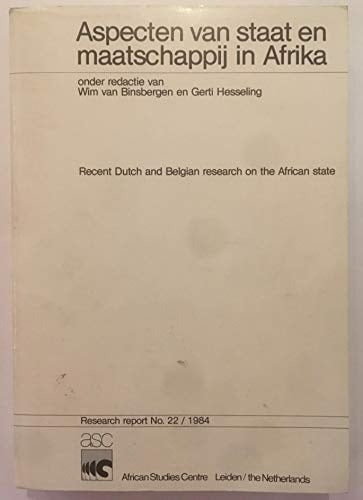 Aspecten van staat en
maatschappij in Afrika
onder redactie van
Wim van Binsbergen en Gerti Hesseling
Recent Dutch and Belgian research on the African state
Research report No. 22 / 1984
asc
African Studies Centre Leiden/the Netherlands